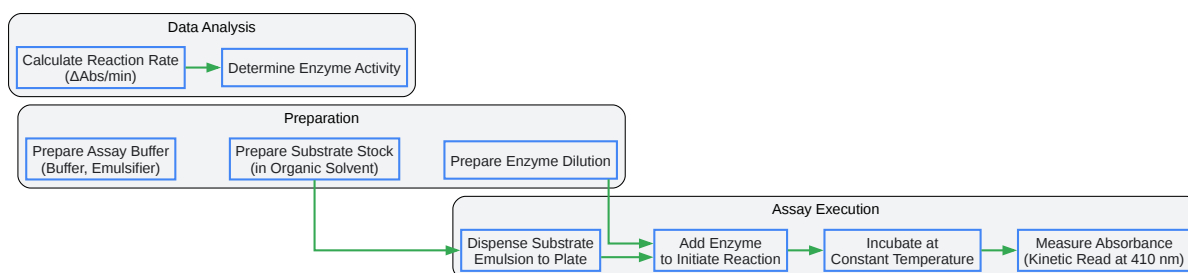 Data Analysis
Calculate Reaction Rate
(ΔAbs/min)
Determine Enzyme Activity
Preparation
Prepare Assay Buffer
(Buffer, Emulsifier)
Prepare Substrate Stock
(in Organic Solvent)
Prepare Enzyme Dilution
Assay Execution
Dispense Substrate
Emulsion to Plate
Add Enzyme
to Initiate Reaction
Incubate at
Constant Temperature
Measure Absorbance
(Kinetic Read at 410 nm)